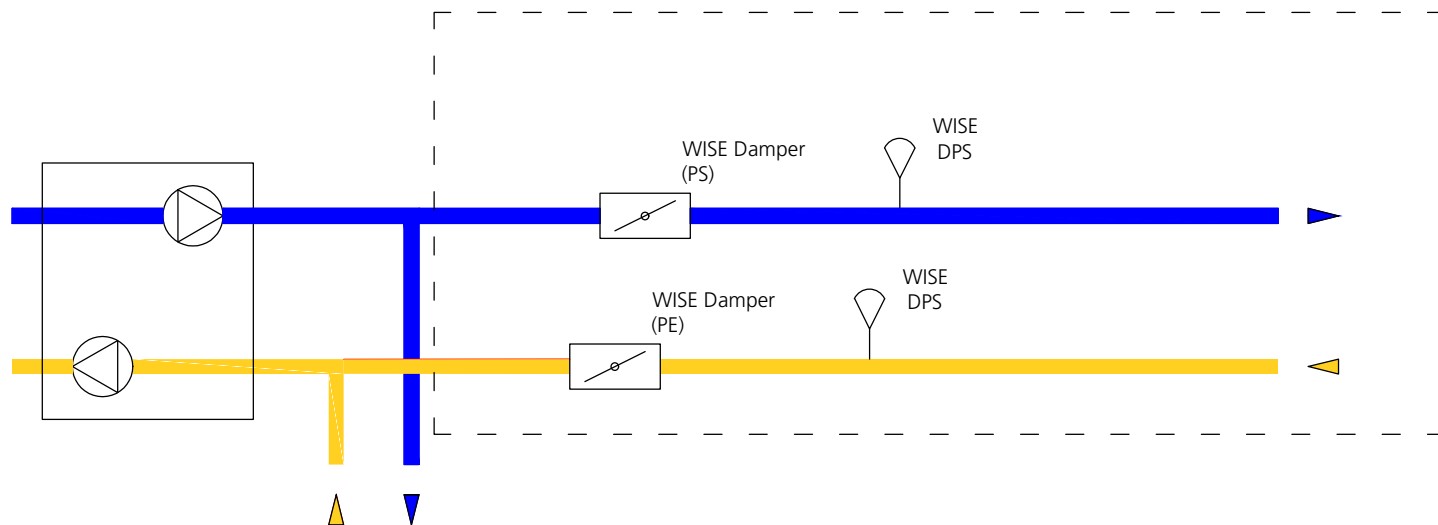 WISE
DPS
WISE Damper
(PS)
WISE
DPS
WISE Damper
(PE)